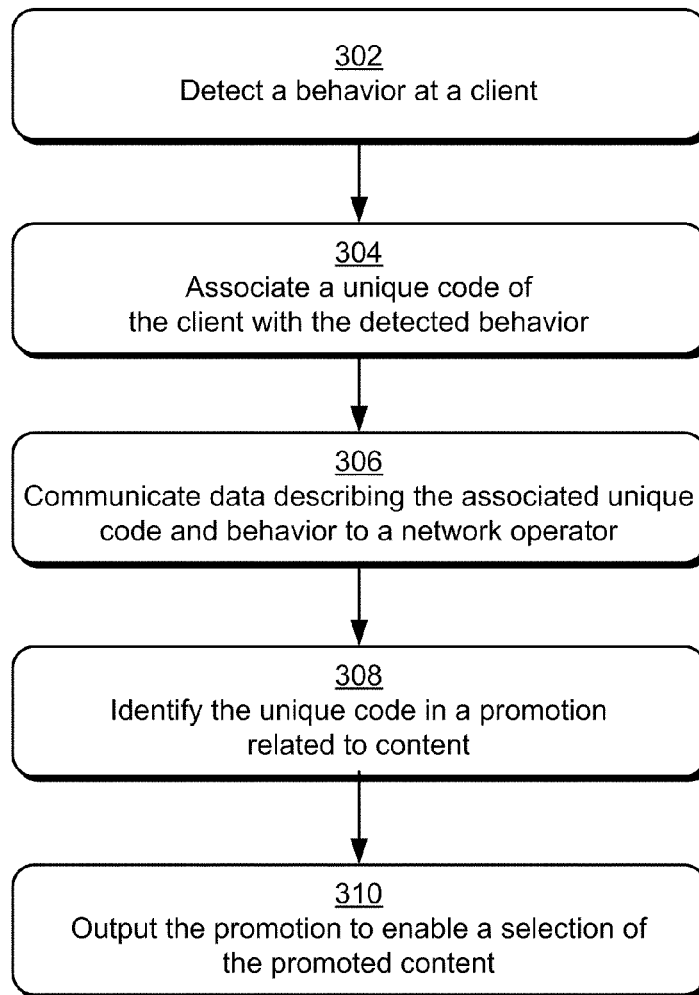 302
Detect a behavior at a client
304
Associate a unique code of
the client with the detected behavior
306
Communicate data describing the associated unique
code and behavior to a network operator
308
Identify the unique code in a promotion
related to content
310
Output the promotion to enable a selection of
the promoted content